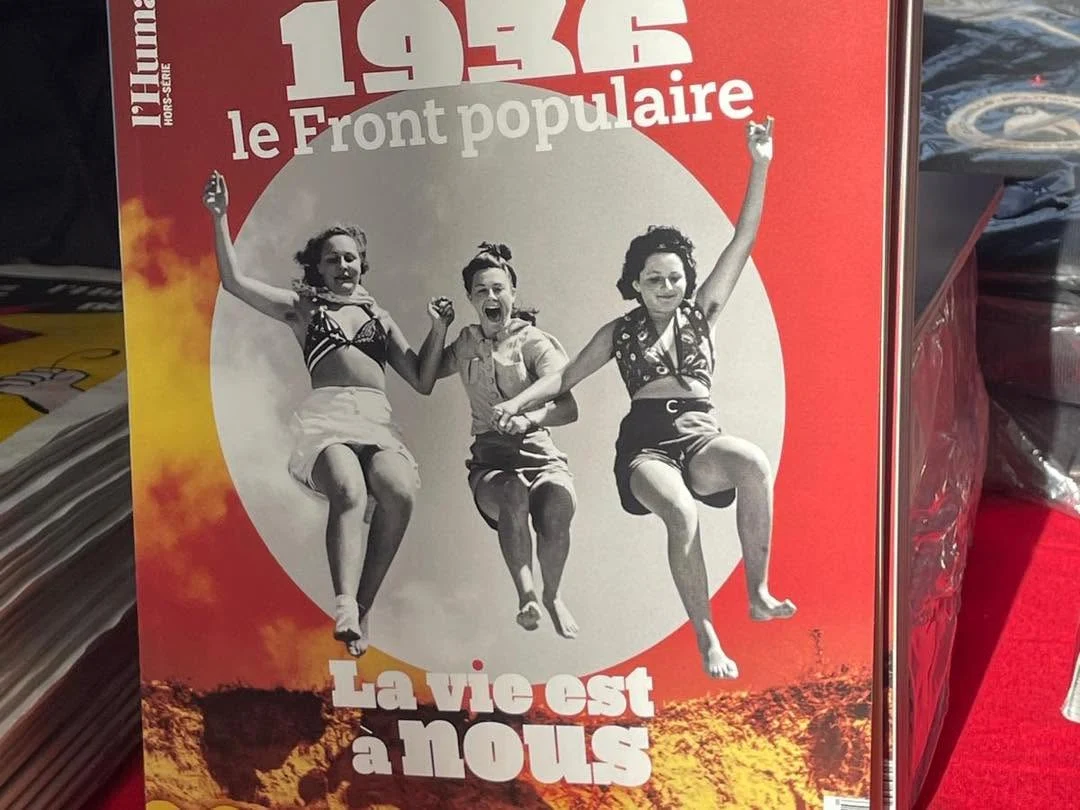 l'Huma
HORS-SÉRIE
1936
le Front populaire
La vie est
à nous